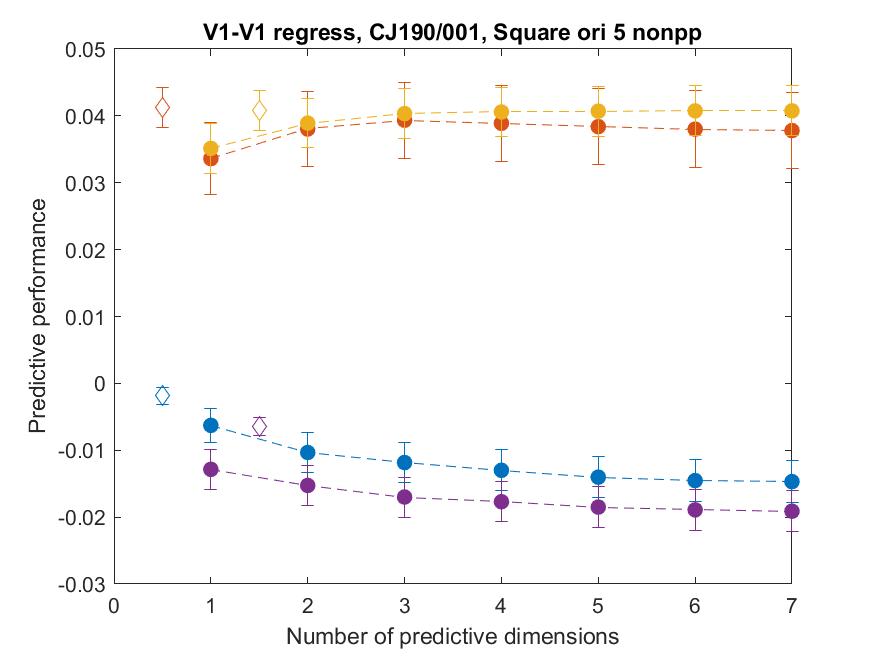 V1-V1 regress, CJ190/001, Square ori 5 nonpp
0.05
0.04
0.03
0.02
0.01
0
-0.01
-0.02
-0.03
Predictive performance
0 1 2 3 4 5 6 7
Number of predictive dimensions